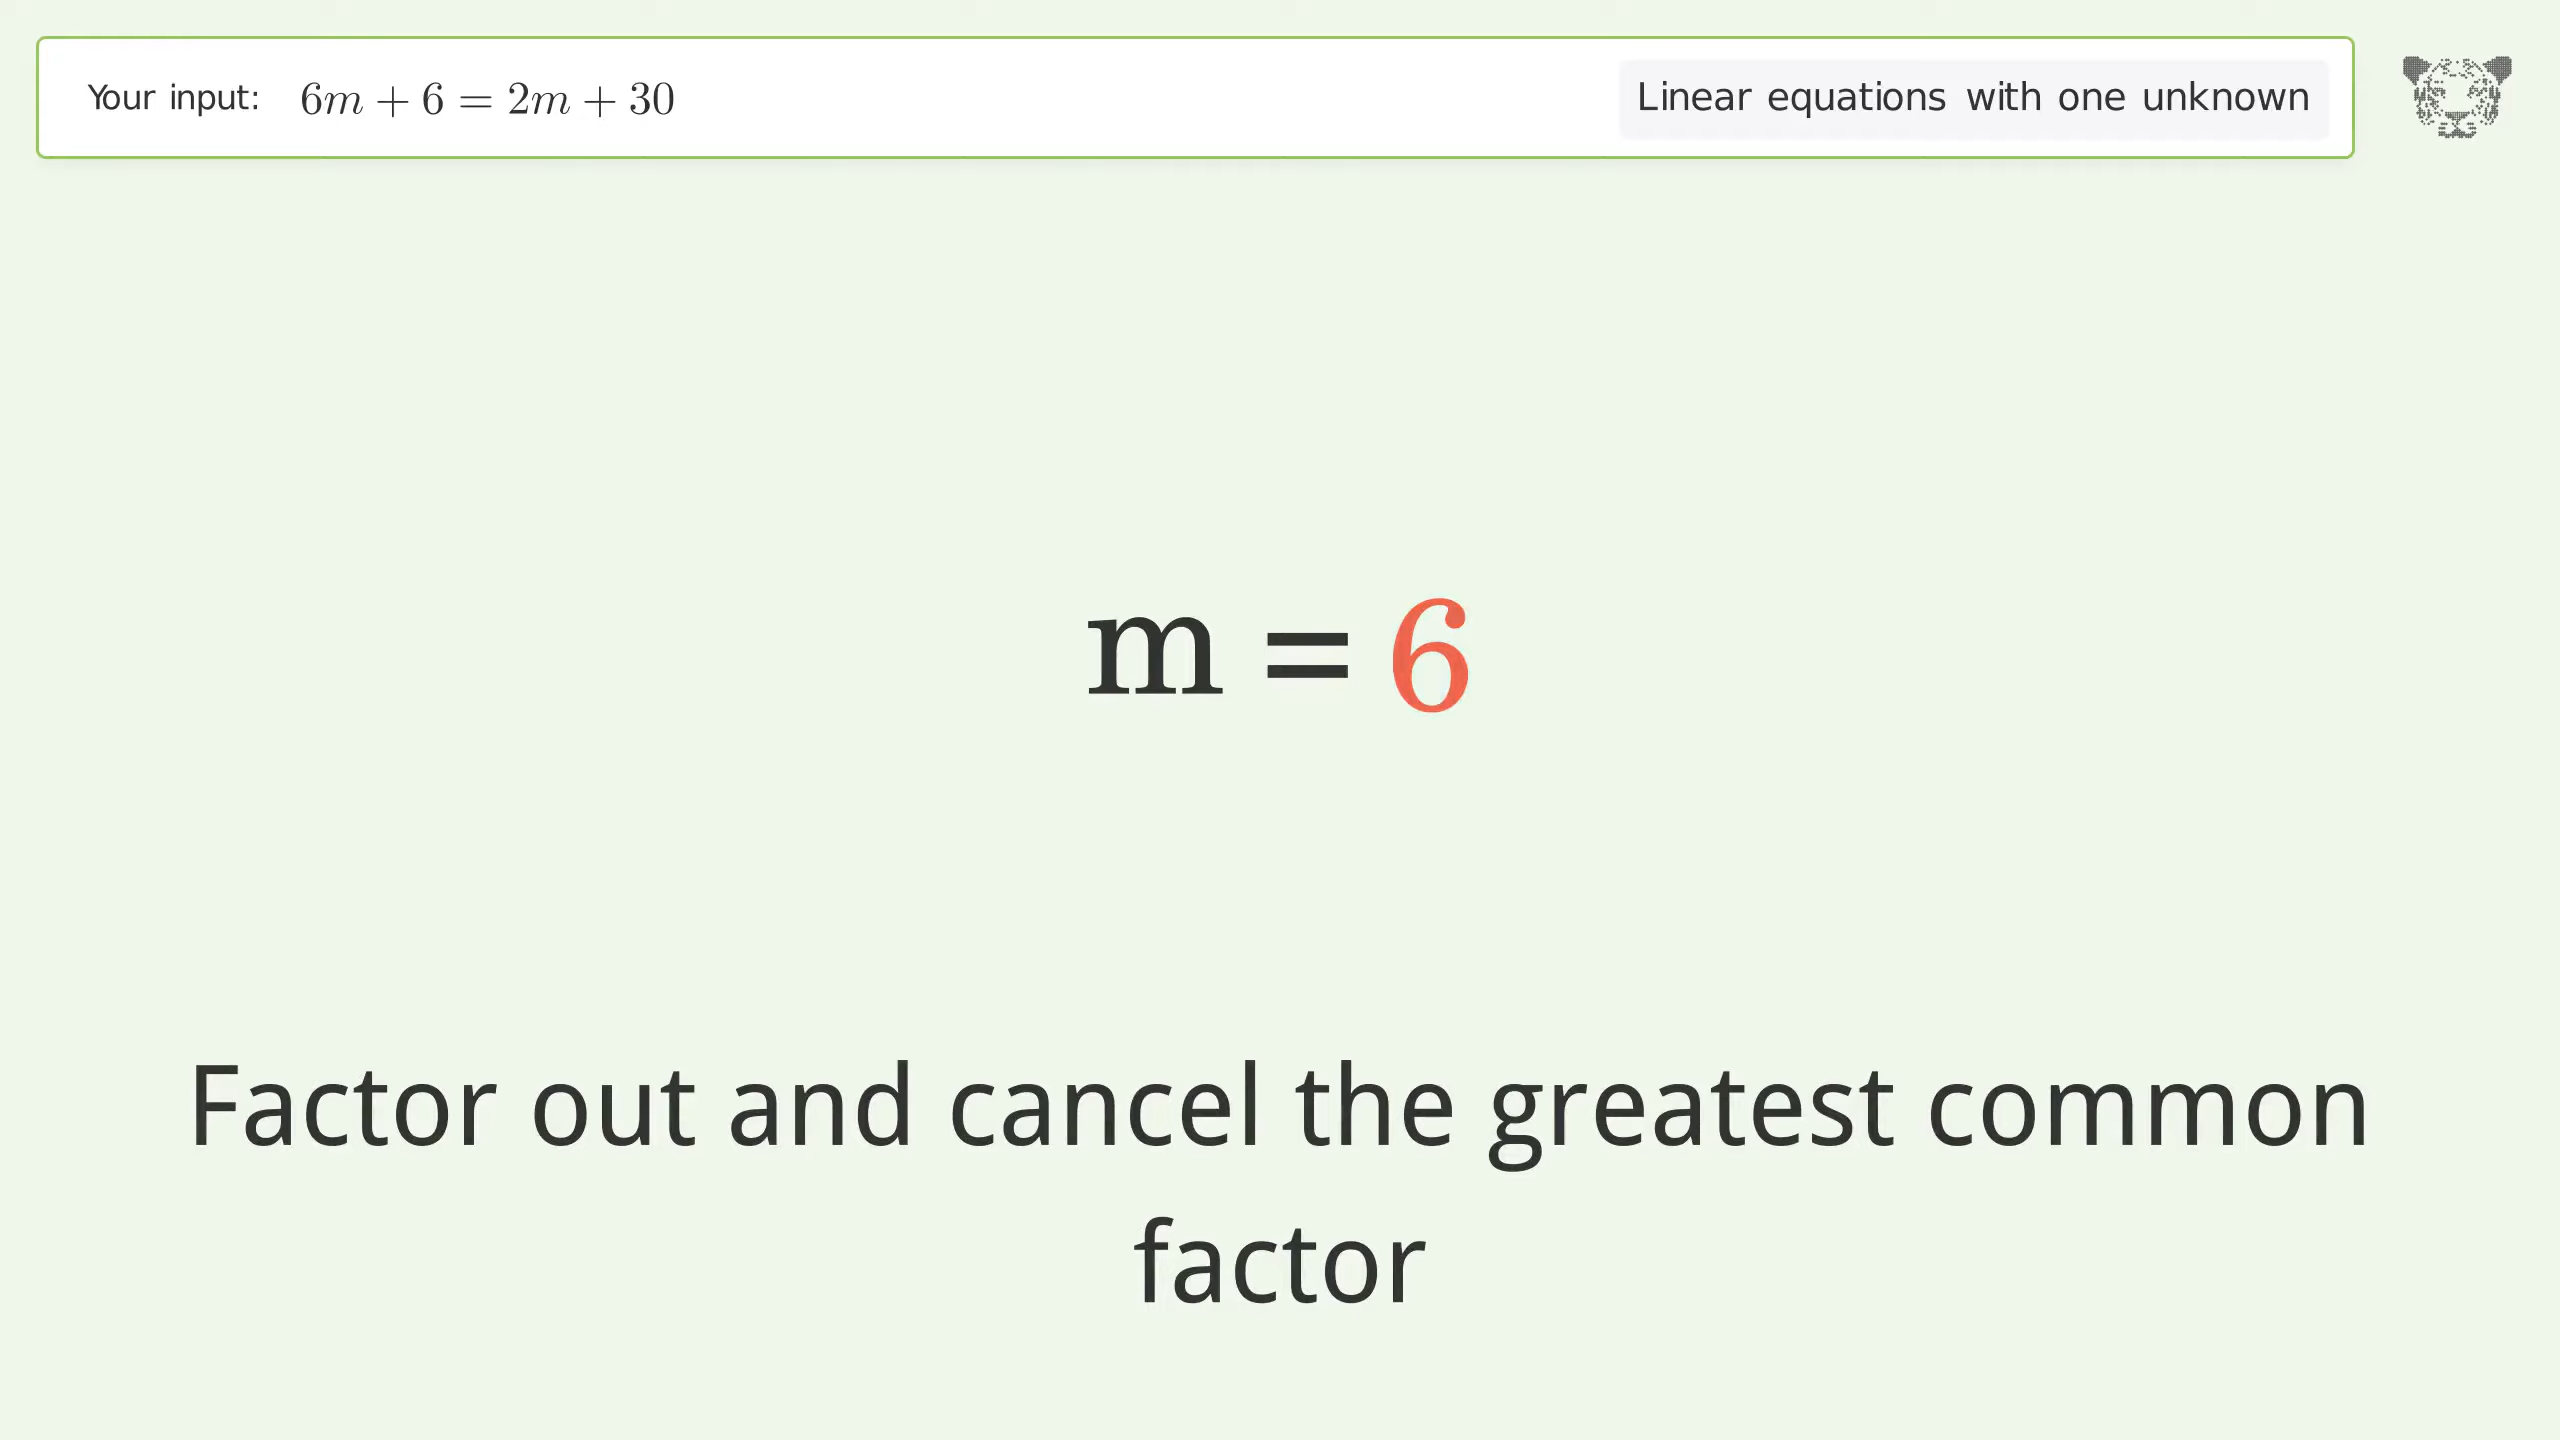 Your input: 6m + 6 = 2m + 30 Linear equations with one unknown
m = 6
Factor out and cancel the greatest common
factor